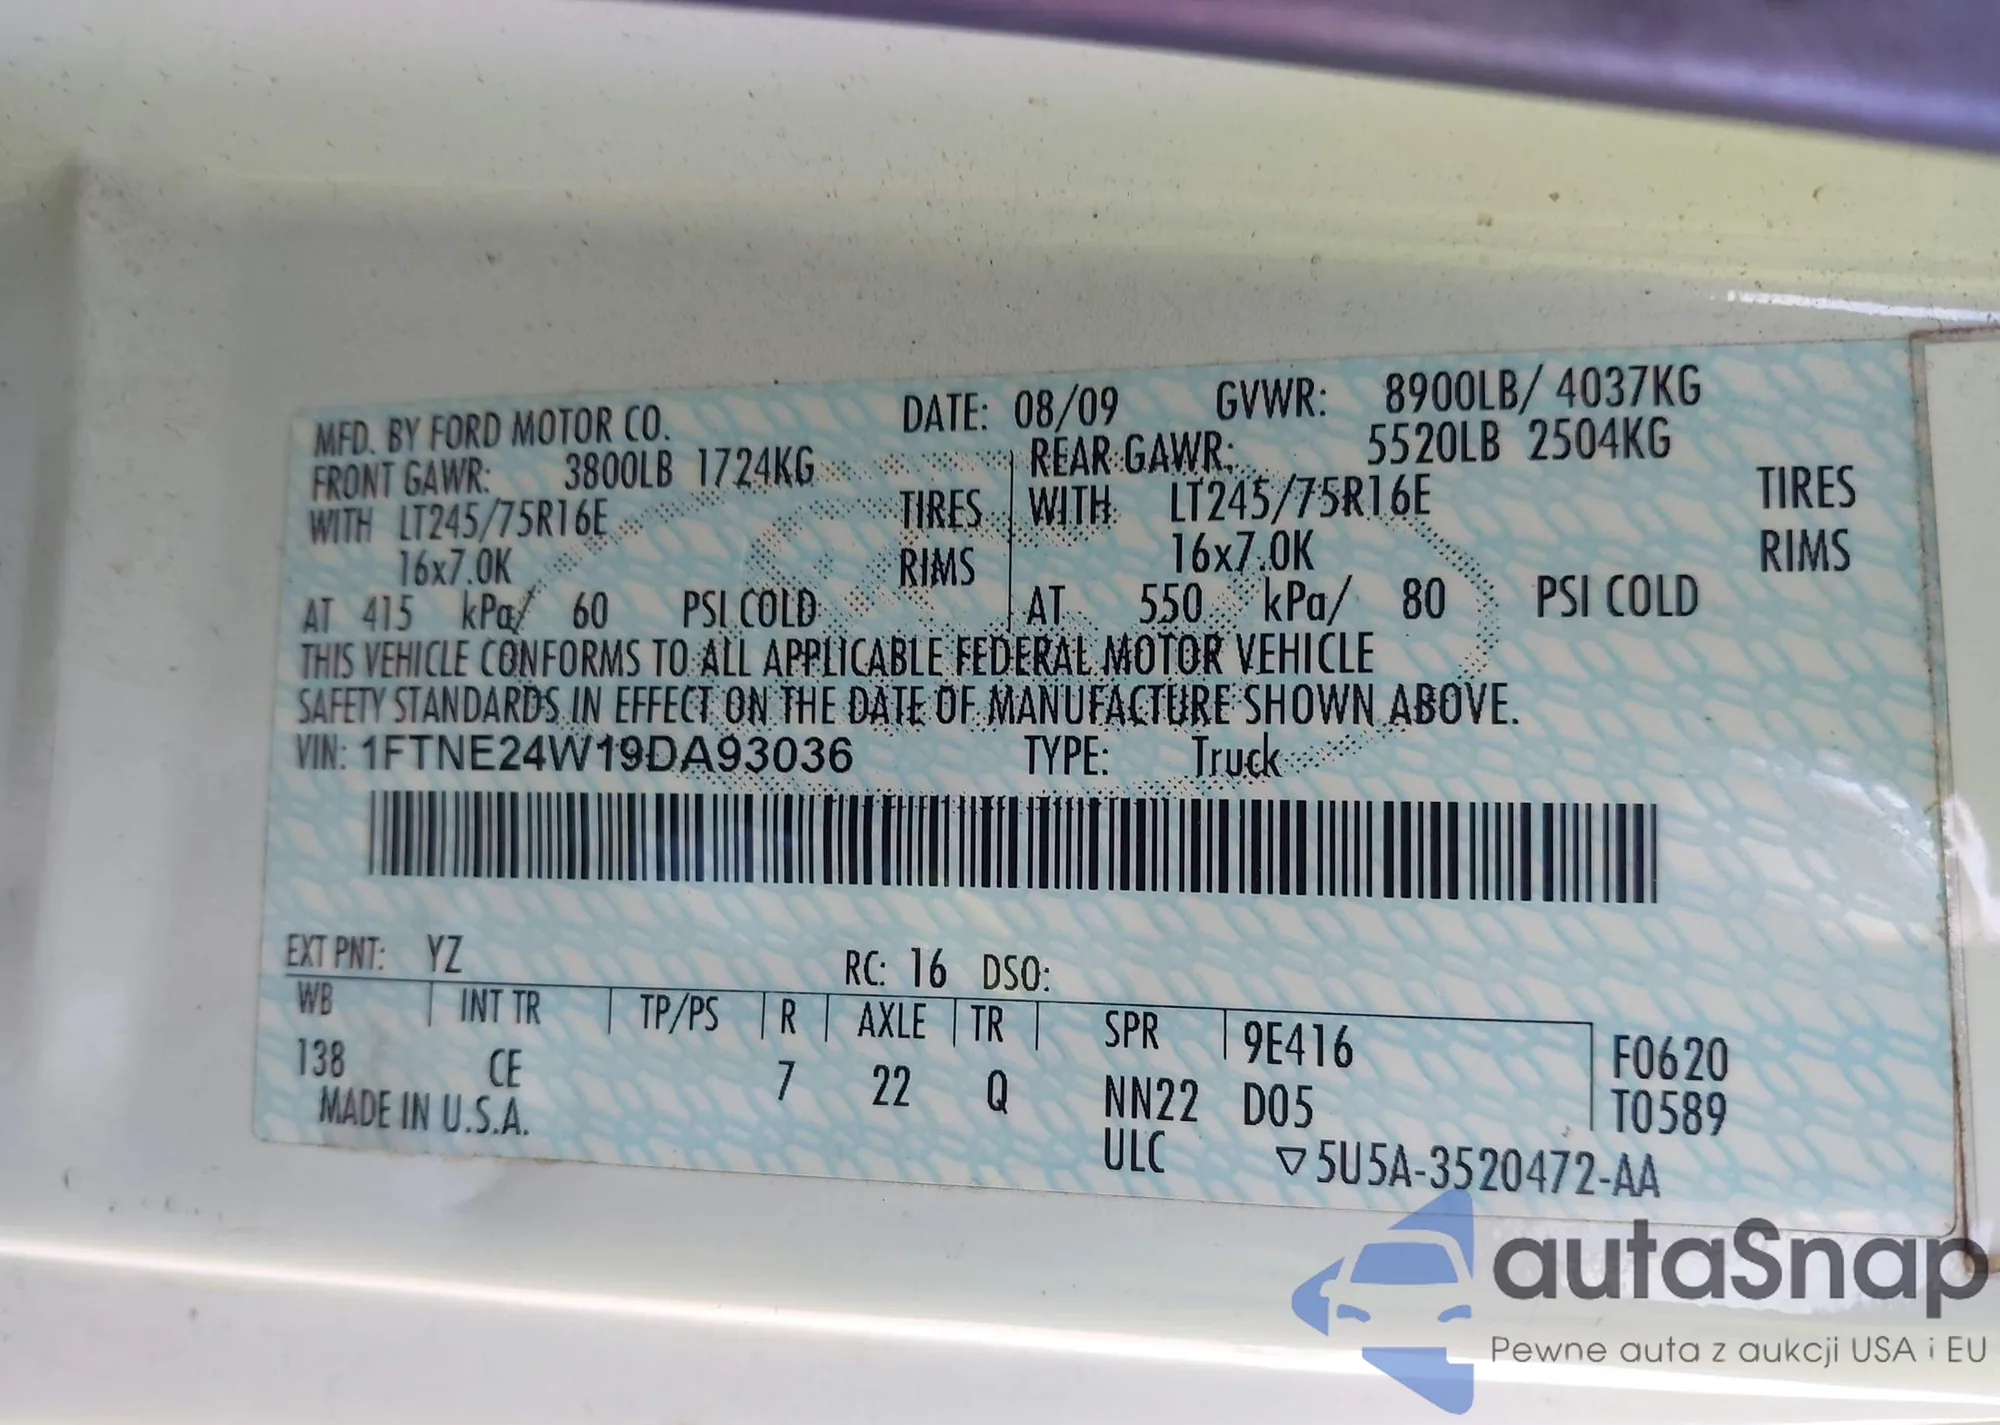 MFD. BY FORD MOTOR CO. DATE: 08/09 GVWR: 8900LB/ 4037KG
FRONT GAWR: 3800LB 1724KG REAR GAWR: 5520LB 2504KG
WITH LT245/75R16E TIRES WITH LT245/75R16E TIRES
16x7.0K RIMS 16x7.0K RIMS
AT 415 kPa/ 60 PSI COLD AT 550 kPa/ 80 PSI COLD
THIS VEHICLE CONFORMS TO ALL APPLICABLE FEDERAL MOTOR VEHICLE
SAFETY STANDARDS IN EFFECT ON THE DATE OF MANUFACTURE SHOWN ABOVE.
VIN: 1FTNE24W19DA93036 TYPE: Truck
EXT PNT: YZ RC: 16 DSO:
WB INT TR TP/PS R AXLE TR SPR 9E416 F0620
138 CE 7 22 Q NN22 D05 T0589
MADE IN U.S.A. ULC ▽5U5A-3520472-AA
autaSnap
Pewne auta z aukcji USA i EU